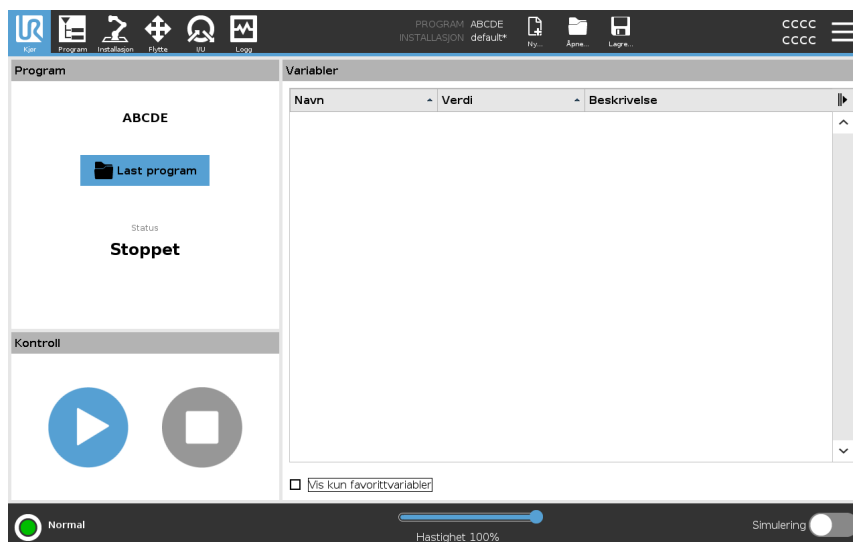 UR
Kjør
Program
Installasjon
Flytte
I/U
Logg
PROGRAM ABCDE
INSTALLASJON default*
Ny...
Åpne...
Lagre...
CCCC
CCCC
Program
ABCDE
Last program
Status
Stoppet
Kontroll
Variabler
Navn Verdi Beskrivelse
Vis kun favorittvariabler
Normal
Hastighet 100%
Simulering